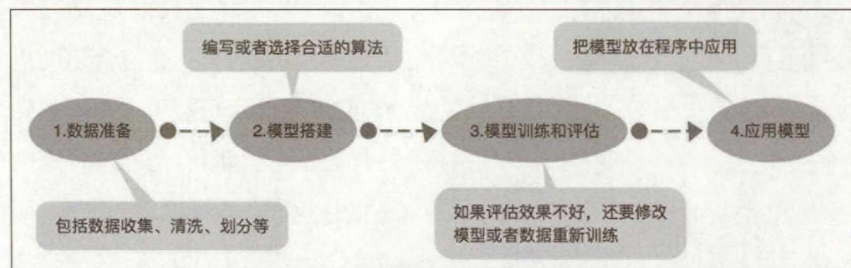 编写或者选择合适的算法
把模型放在程序中应用
1.数据准备
2.模型搭建
3.模型训练和评估
4.应用模型
包括数据收集、清洗、划分等
如果评估效果不好，还要修改
模型或者数据重新训练